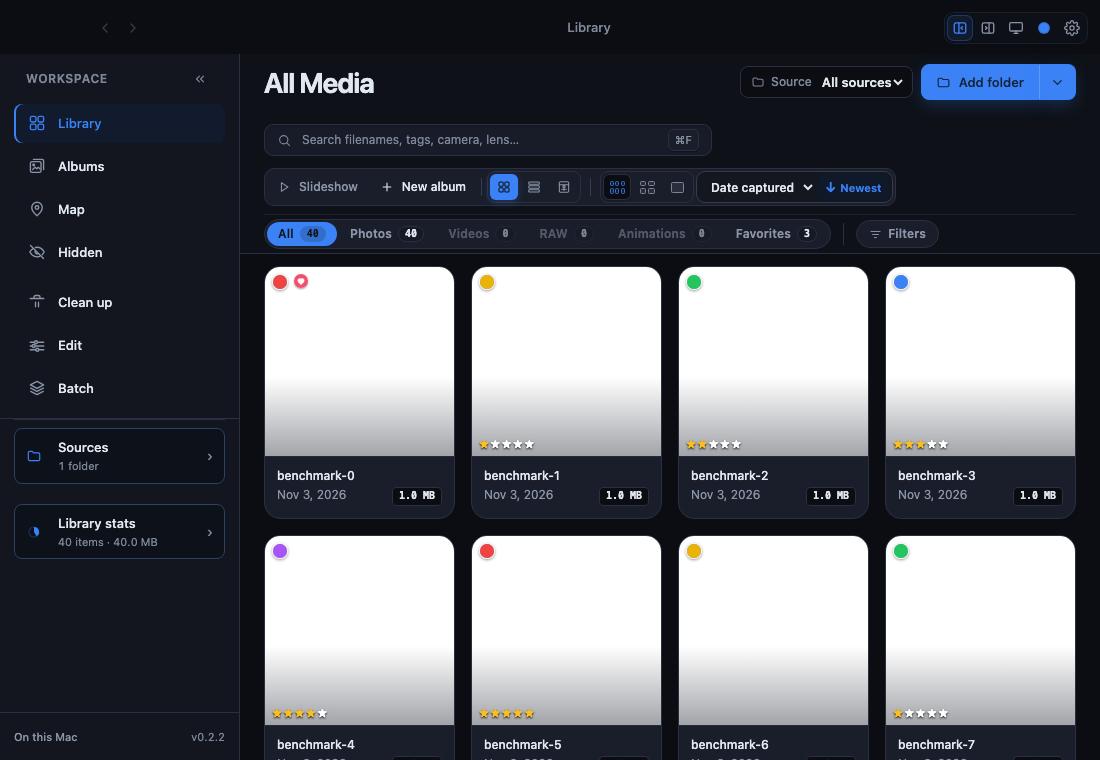 Library
WORKSPACE «
Library
Albums
Map
Hidden
Clean up
Edit
Batch
Sources
1 folder
Library stats
40 items · 40.0 MB
On this Mac v0.2.2
All Media
Source All sources
Add folder
Search filenames, tags, camera, lens... ⌘F
Slideshow + New album Date captured ↓ Newest
All 40 Photos 40 Videos 0 RAW 0 Animations 0 Favorites 3 Filters
benchmark-0 benchmark-1 benchmark-2 benchmark-3
Nov 3, 2026 1.0 MB Nov 3, 2026 1.0 MB Nov 3, 2026 1.0 MB Nov 3, 2026 1.0 MB
benchmark-4 benchmark-5 benchmark-6 benchmark-7